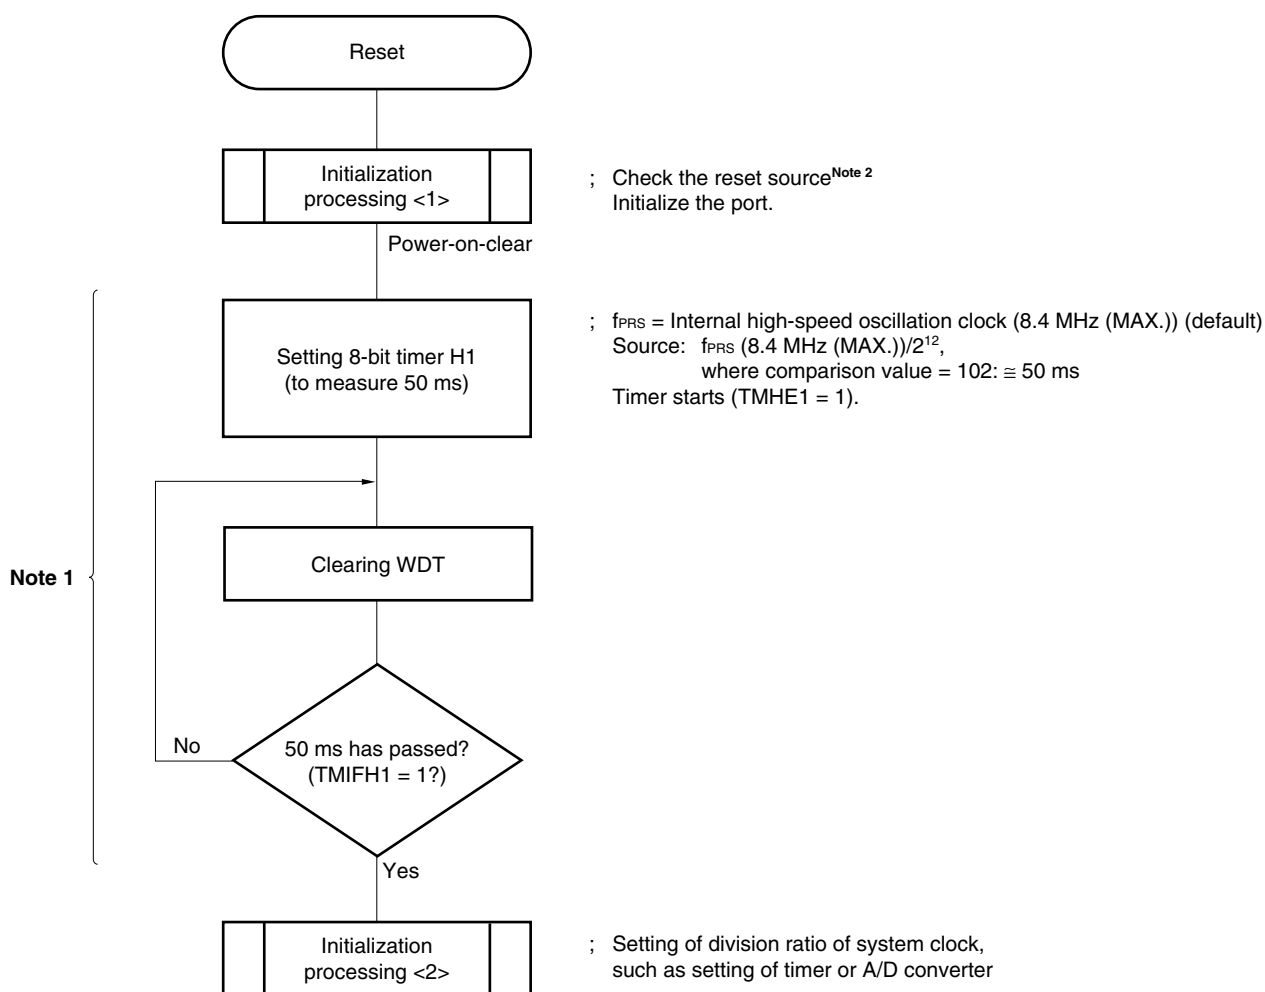 Reset
Initialization
processing <1>
; Check the reset sourceNote 2
Initialize the port.
Power-on-clear
Setting 8-bit timer H1
(to measure 50 ms)
; fPRS = Internal high-speed oscillation clock (8.4 MHz (MAX.)) (default)
Source: fPRS (8.4 MHz (MAX.))/2¹²,
where comparison value = 102: ≅ 50 ms
Timer starts (TMHE1 = 1).
Clearing WDT
Note 1
No
50 ms has passed?
(TMIFH1 = 1?)
Yes
Initialization
processing <2>
; Setting of division ratio of system clock,
such as setting of timer or A/D converter